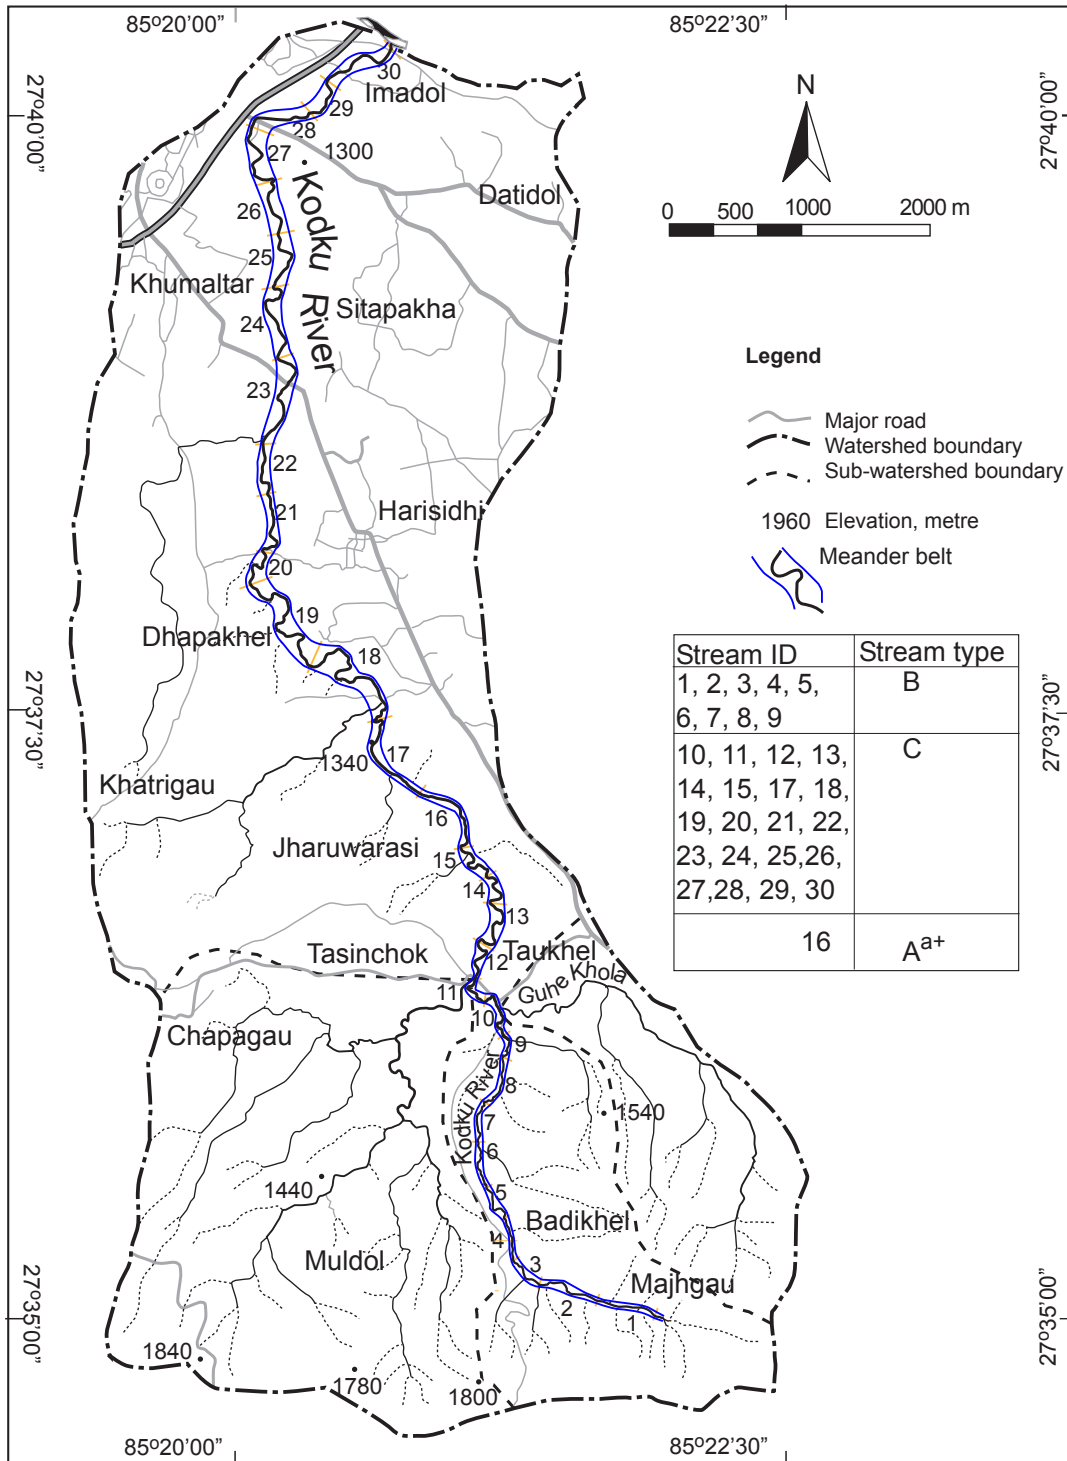 85º20'00”
85º22'30”
27º40'00”
27º40'00”
30
Imadol
29
28
27
1300
26
25
24
23
22
21
20
19
18
17
16
15
14
13
12
11
10
9
8
7
6
5
4
3
2
1
Kodku River
Datidol
Khumaltar
Sitapakha
Harisidhi
Dhapakhel
1340
Khatrigau
Jharuwarasi
Tasinchok
Taukhel
Guhe Khola
Chapagau
Kodku River
1540
1440
Badikhel
Muldol
Majhgau
1840
1780
1800
N
0 500 1000 2000 m
Legend
Major road
Watershed boundary
Sub-watershed boundary
1960 Elevation, metre
Meander belt
Stream ID Stream type
1, 2, 3, 4, 5, B
6, 7, 8, 9
10, 11, 12, 13, C
14, 15, 17, 18,
19, 20, 21, 22,
23, 24, 25,26,
27,28, 29, 30
16 Aa+
27º37'30”
27º37'30”
27º35'00”
27º35'00”
85º20'00”
85º22'30”